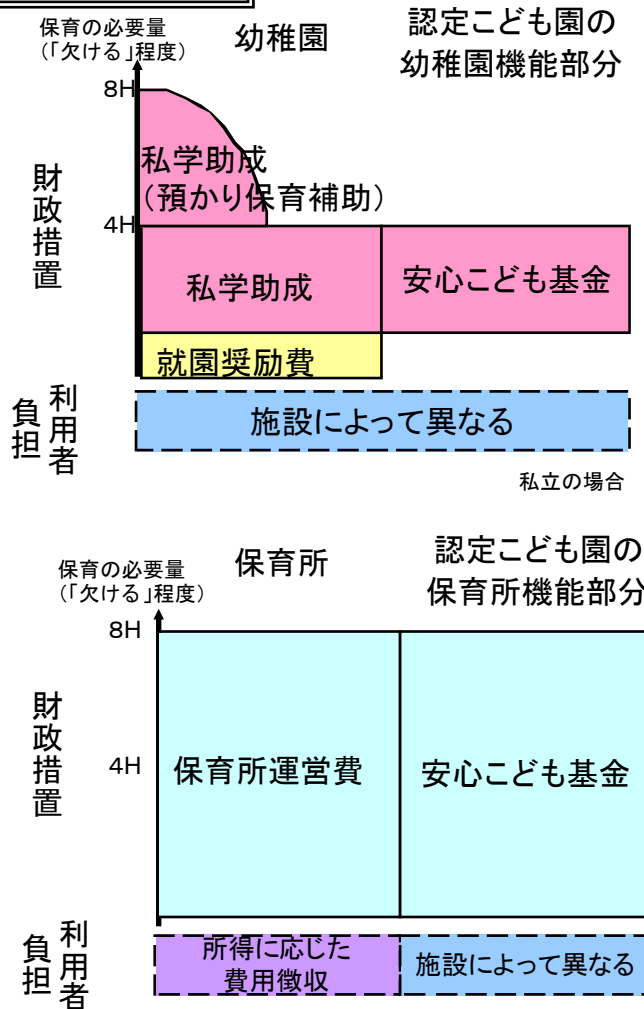 保育の必要量
(「欠ける」程度)
幼稚園
認定こども園の
幼稚園機能部分
8H
4H
財政措置
私学助成
(預かり保育補助)
私学助成
安心こども基金
就園奨励費
利用者
負担
施設によって異なる
私立の場合
保育の必要量
(「欠ける」程度)
保育所
認定こども園の
保育所機能部分
8H
4H
財政措置
保育所運営費
安心こども基金
利用者
負担
所得に応じた
費用徴収
施設によって異なる